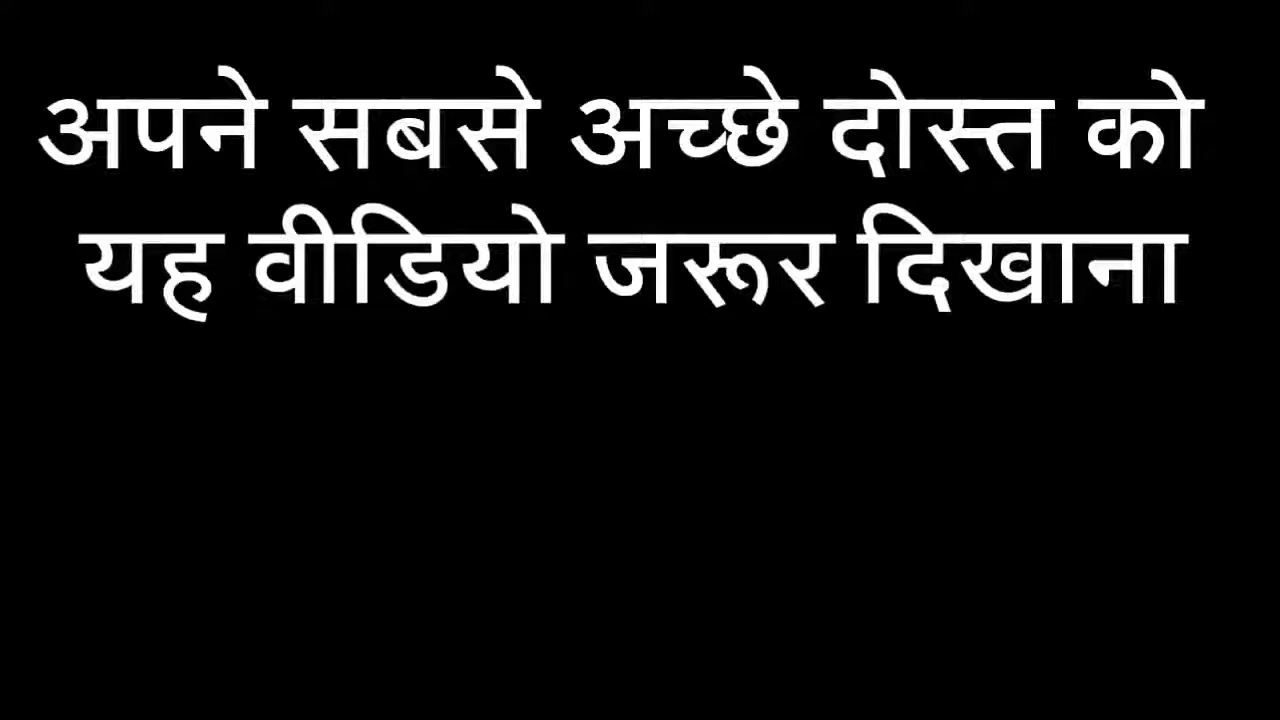 अपने सबसे अच्छे दोस्त को
यह वीडियो जरूर दिखाना